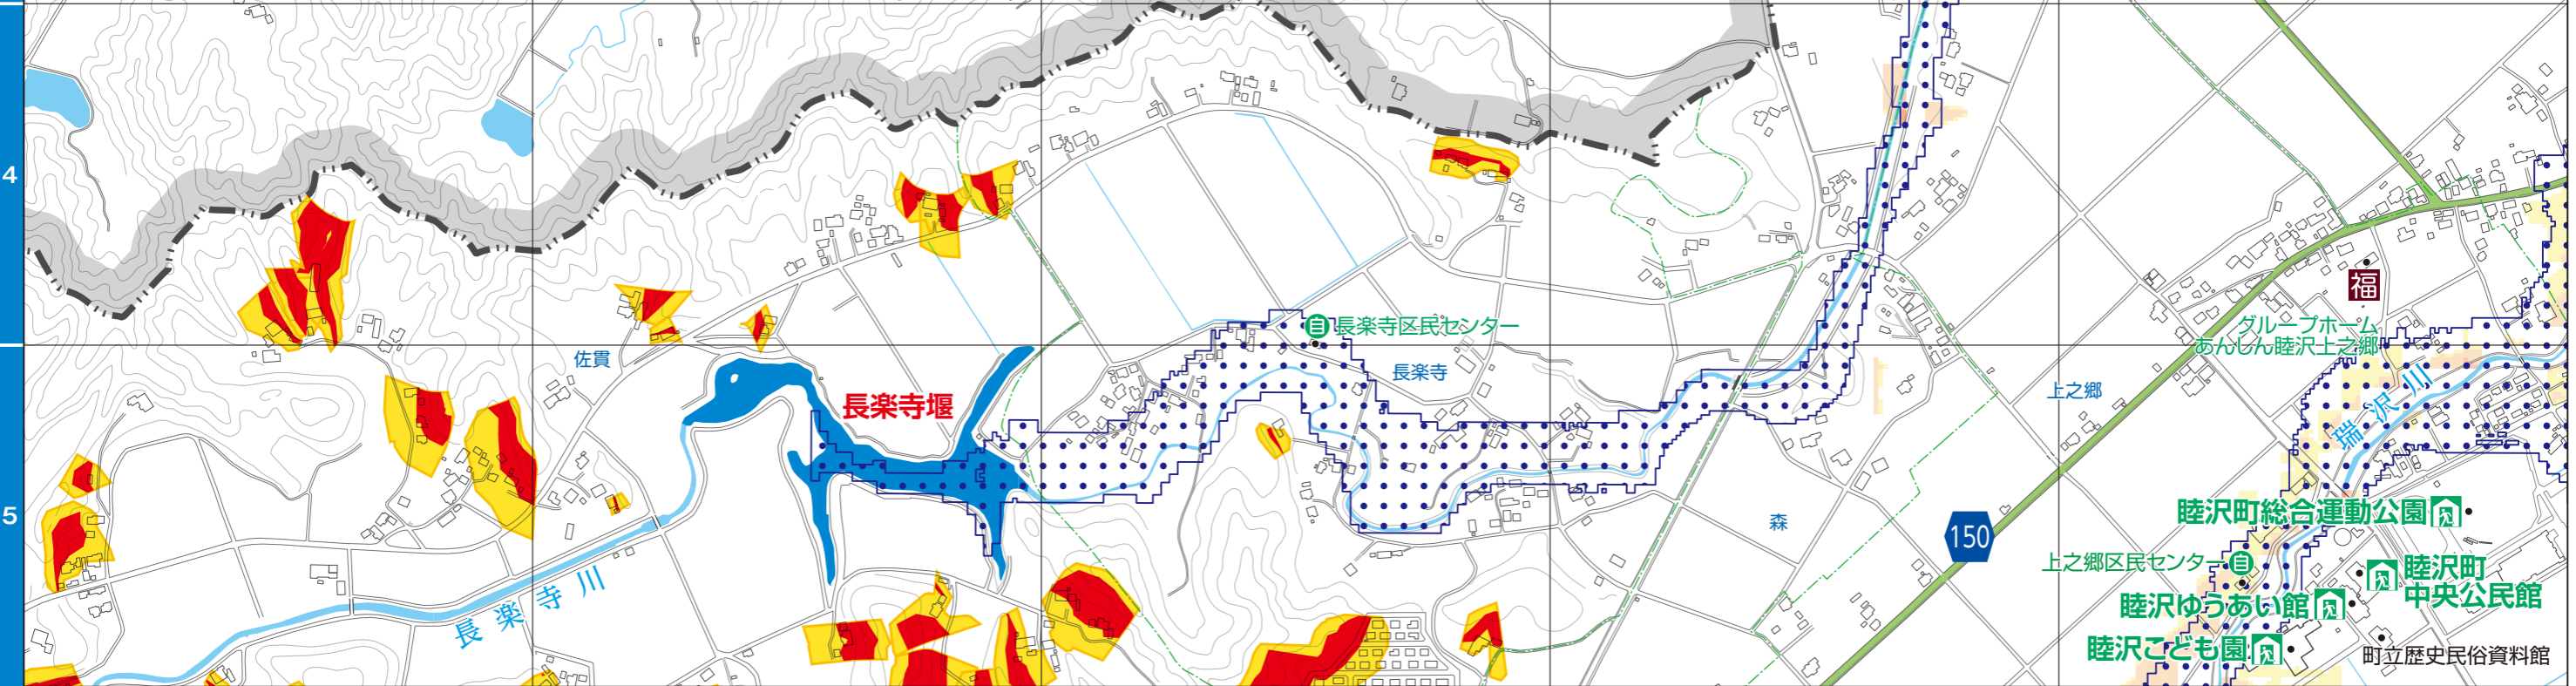 4
長楽寺区民センター
福
グループホーム
あんしん睦沢上之郷
佐貫
長楽寺堰
長楽寺
上之郷
瑞沢川
5
睦沢町総合運動公園
森
150
上之郷区民センター
自
自
睦沢町
中央公民館
長楽寺川
睦沢ゆうあい館
睦沢こども園
町立歴史民俗資料館